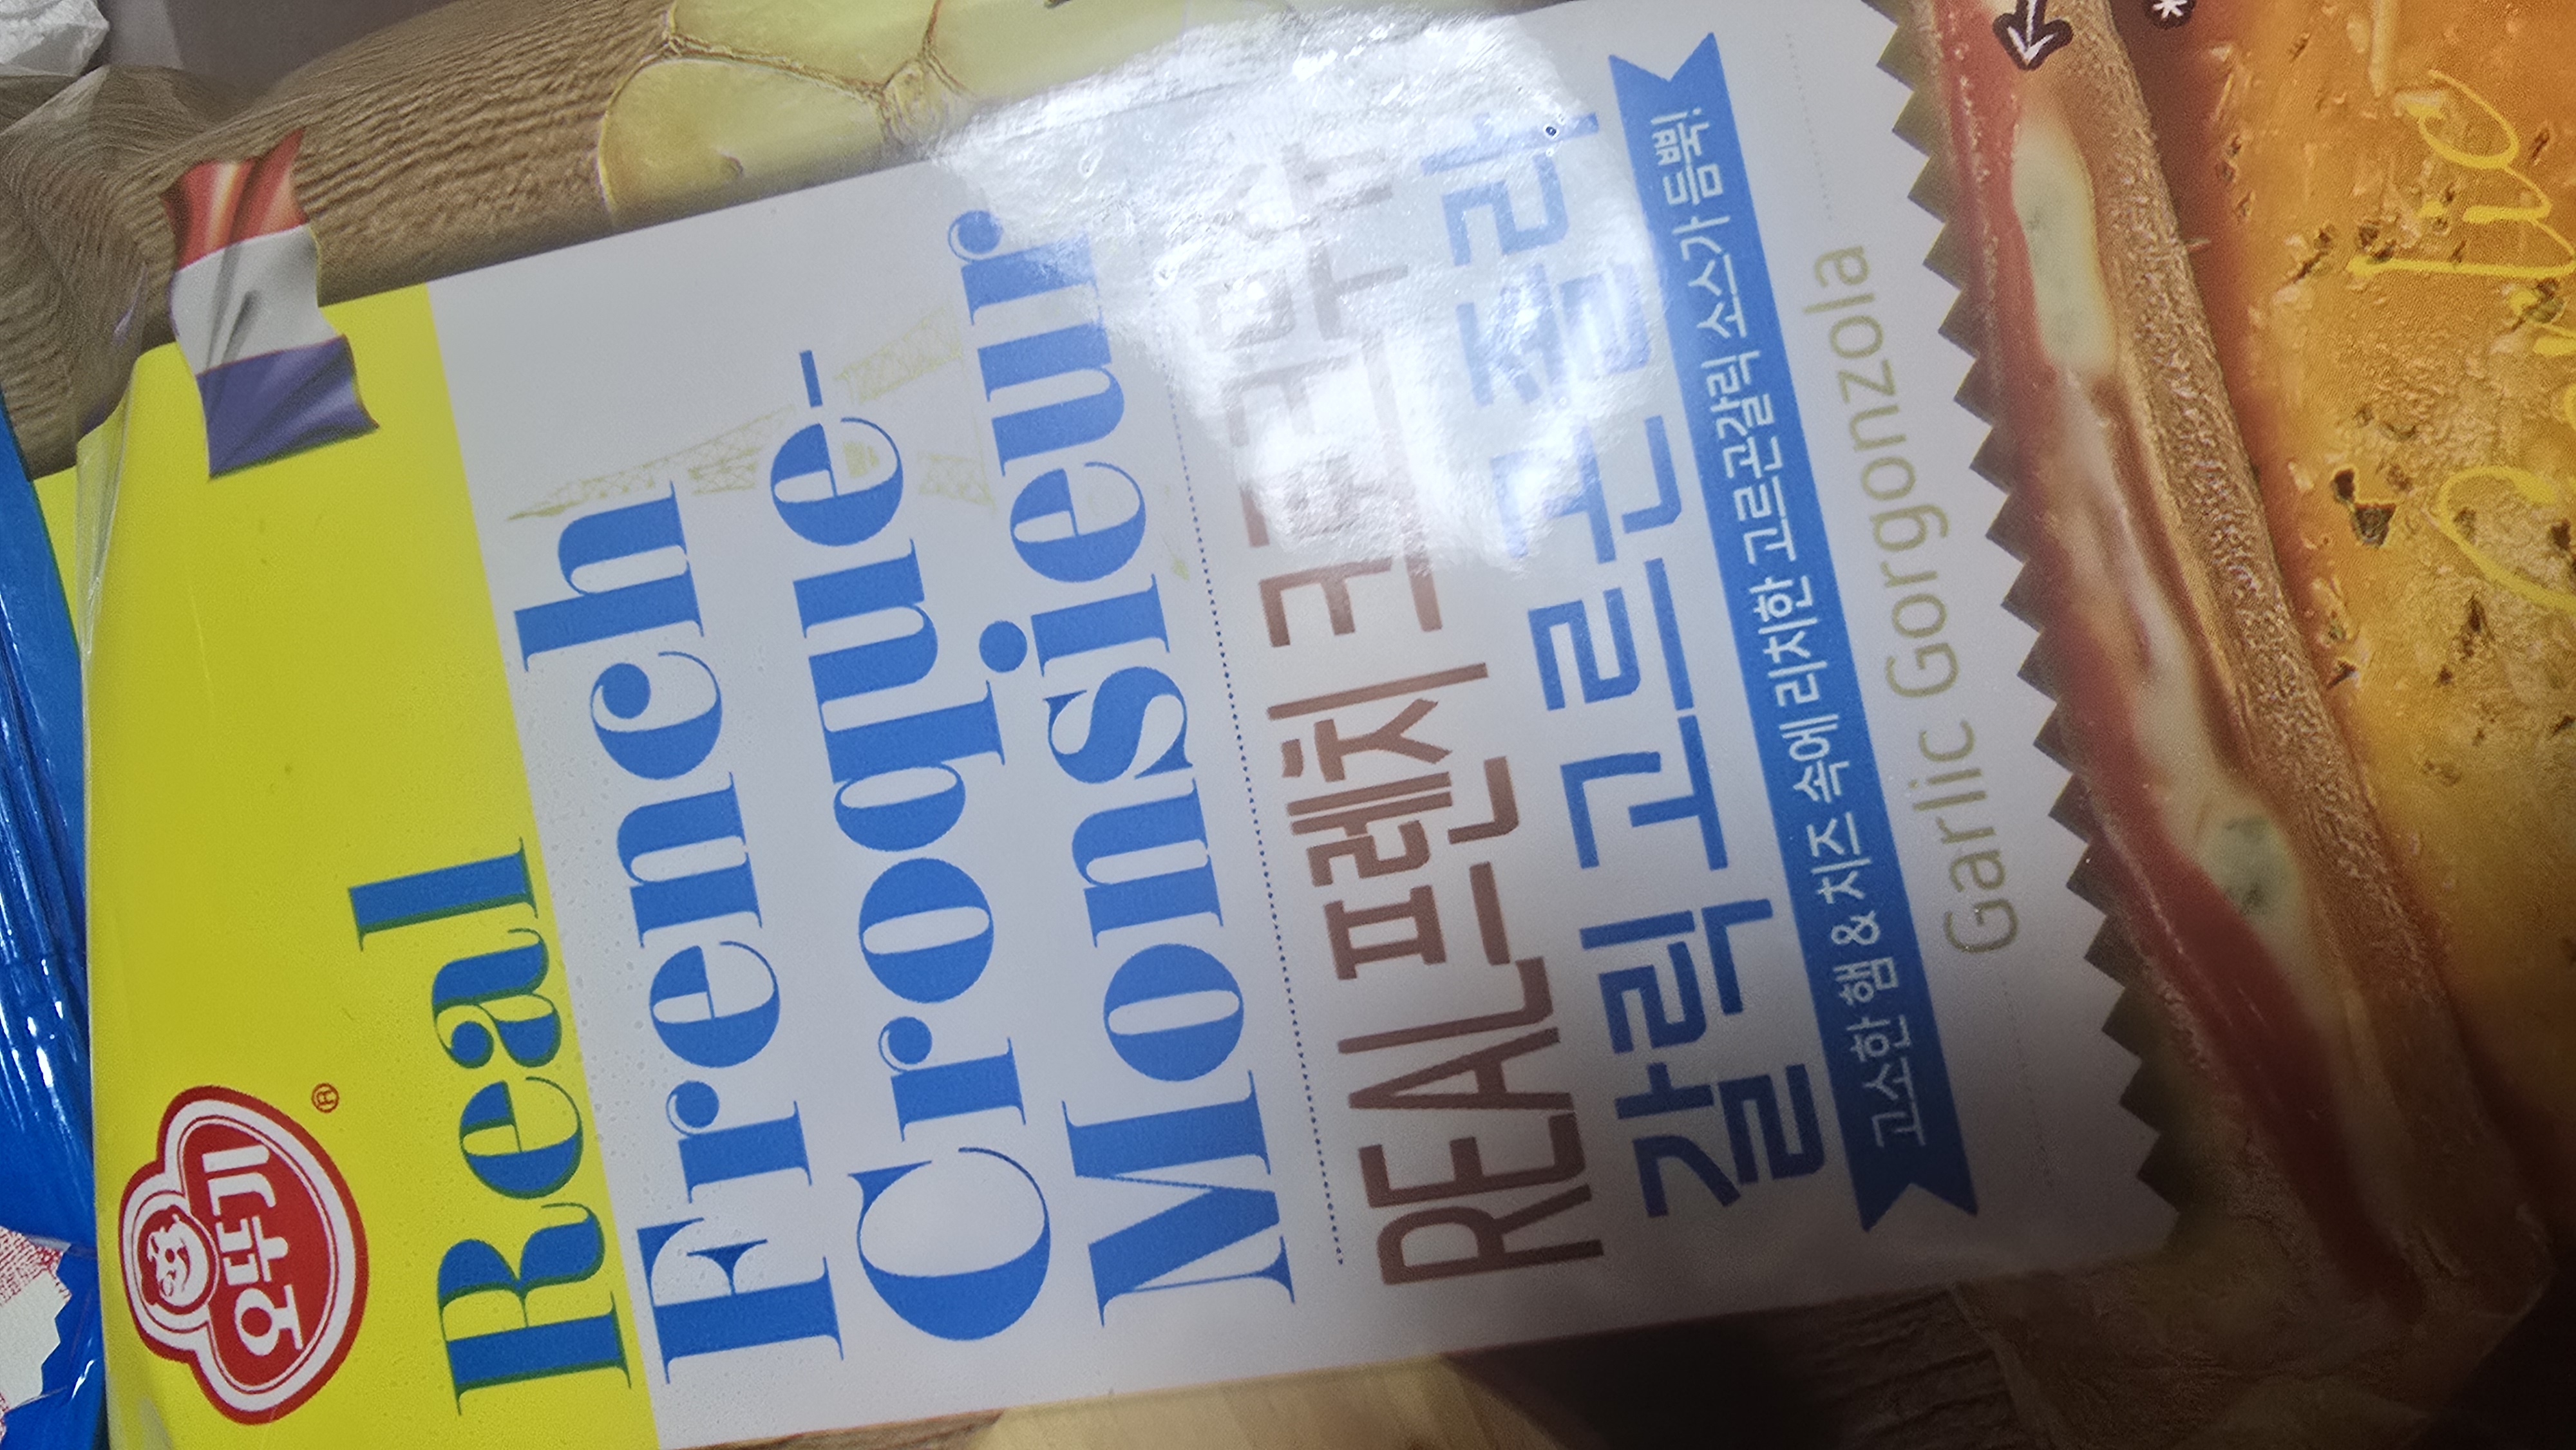 오뚜기
®
Real
French
Croque-
Monsieur
REAL 프렌치 크로크무슈
갈릭 고르곤졸라
고소한 햄 & 치즈 속에 리치한 고르곤갈릭 소스가 듬뿍!
Garlic Gorgonzola